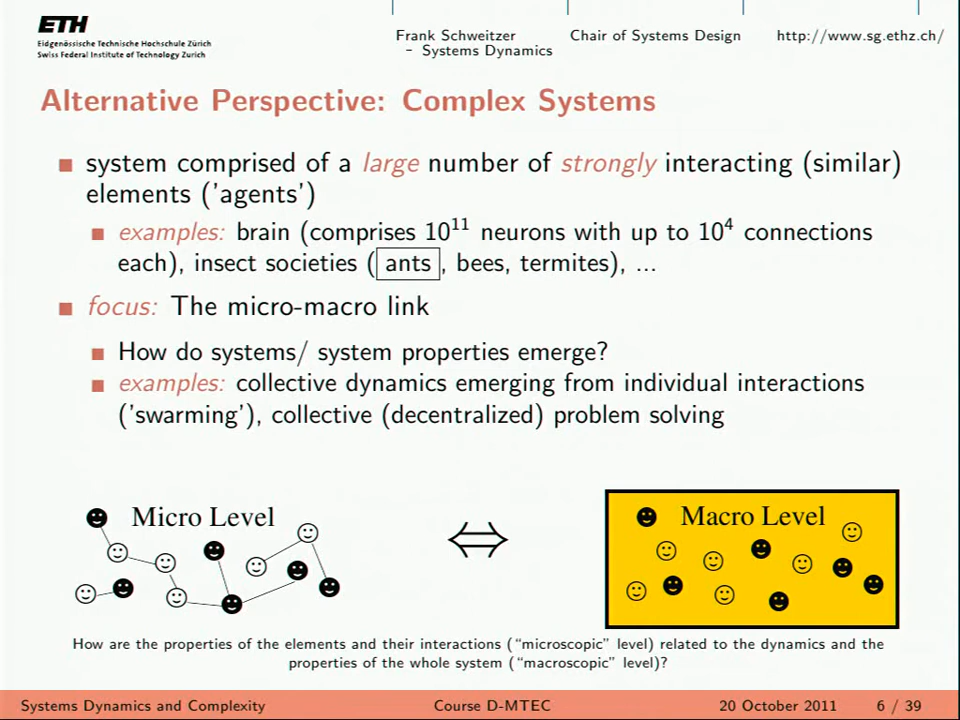 ETH
Eidgenössische Technische Hochschule Zürich
Swiss Federal Institute of Technology Zurich
Frank Schweitzer
- Systems Dynamics
Chair of Systems Design
http://www.sg.ethz.ch/
Alternative Perspective: Complex Systems
system comprised of a large number of strongly interacting (similar)
elements ('agents')
examples: brain (comprises 10^11 neurons with up to 10^4 connections
each), insect societies ( ants , bees, termites), ...
focus: The micro-macro link
How do systems/ system properties emerge?
examples: collective dynamics emerging from individual interactions
('swarming'), collective (decentralized) problem solving
Micro Level
Macro Level
How are the properties of the elements and their interactions (“microscopic” level) related to the dynamics and the
properties of the whole system (“macroscopic” level)?
Systems Dynamics and Complexity
Course D-MTEC
20 October 2011
6 / 39